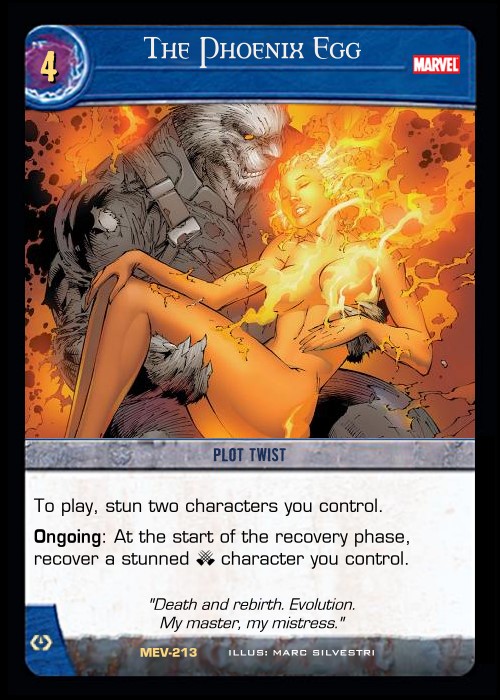 4
The Phoenix Egg
MARVEL
PLOT TWIST
To play, stun two characters you control.
Ongoing: At the start of the recovery phase,
recover a stunned character you control.
"Death and rebirth. Evolution.
My master, my mistress."
MEV-213 ILLUS: MARC SILVESTRI